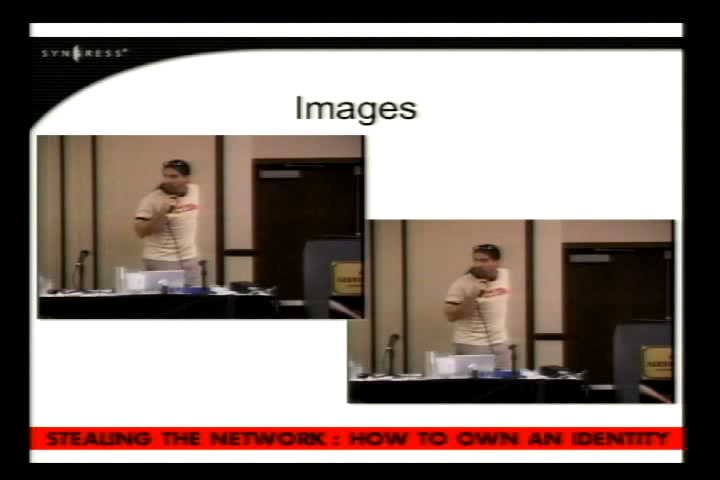 SYNGRESS
Images
STEALING THE NETWORK : HOW TO OWN AN IDENTITY